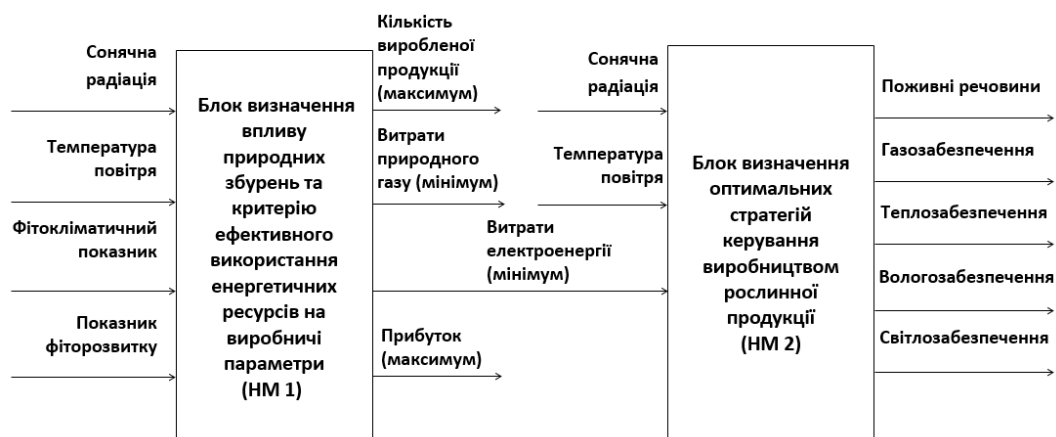 Сонячна
радіація
Температура
повітря
Фітокліматичний
показник
Показник
фіторозвитку
Блок визначення
впливу
природних
збурень та
критерію
ефективного
використання
енергетичних
ресурсів на
виробничі
параметри
(НМ 1)
Кількість
виробленої
продукції
(максимум)
Витрати
природного
газу (мінімум)
Витрати
електроенергії
(мінімум)
Прибуток
(максимум)
Сонячна
радіація
Температура
повітря
Блок визначення
оптимальних
стратегій
керування
виробництвом
рослинної
продукції
(НМ 2)
Поживні речовини
Газозабезпечення
Теплозабезпечення
Вологозабезпечення
Світлозабезпечення